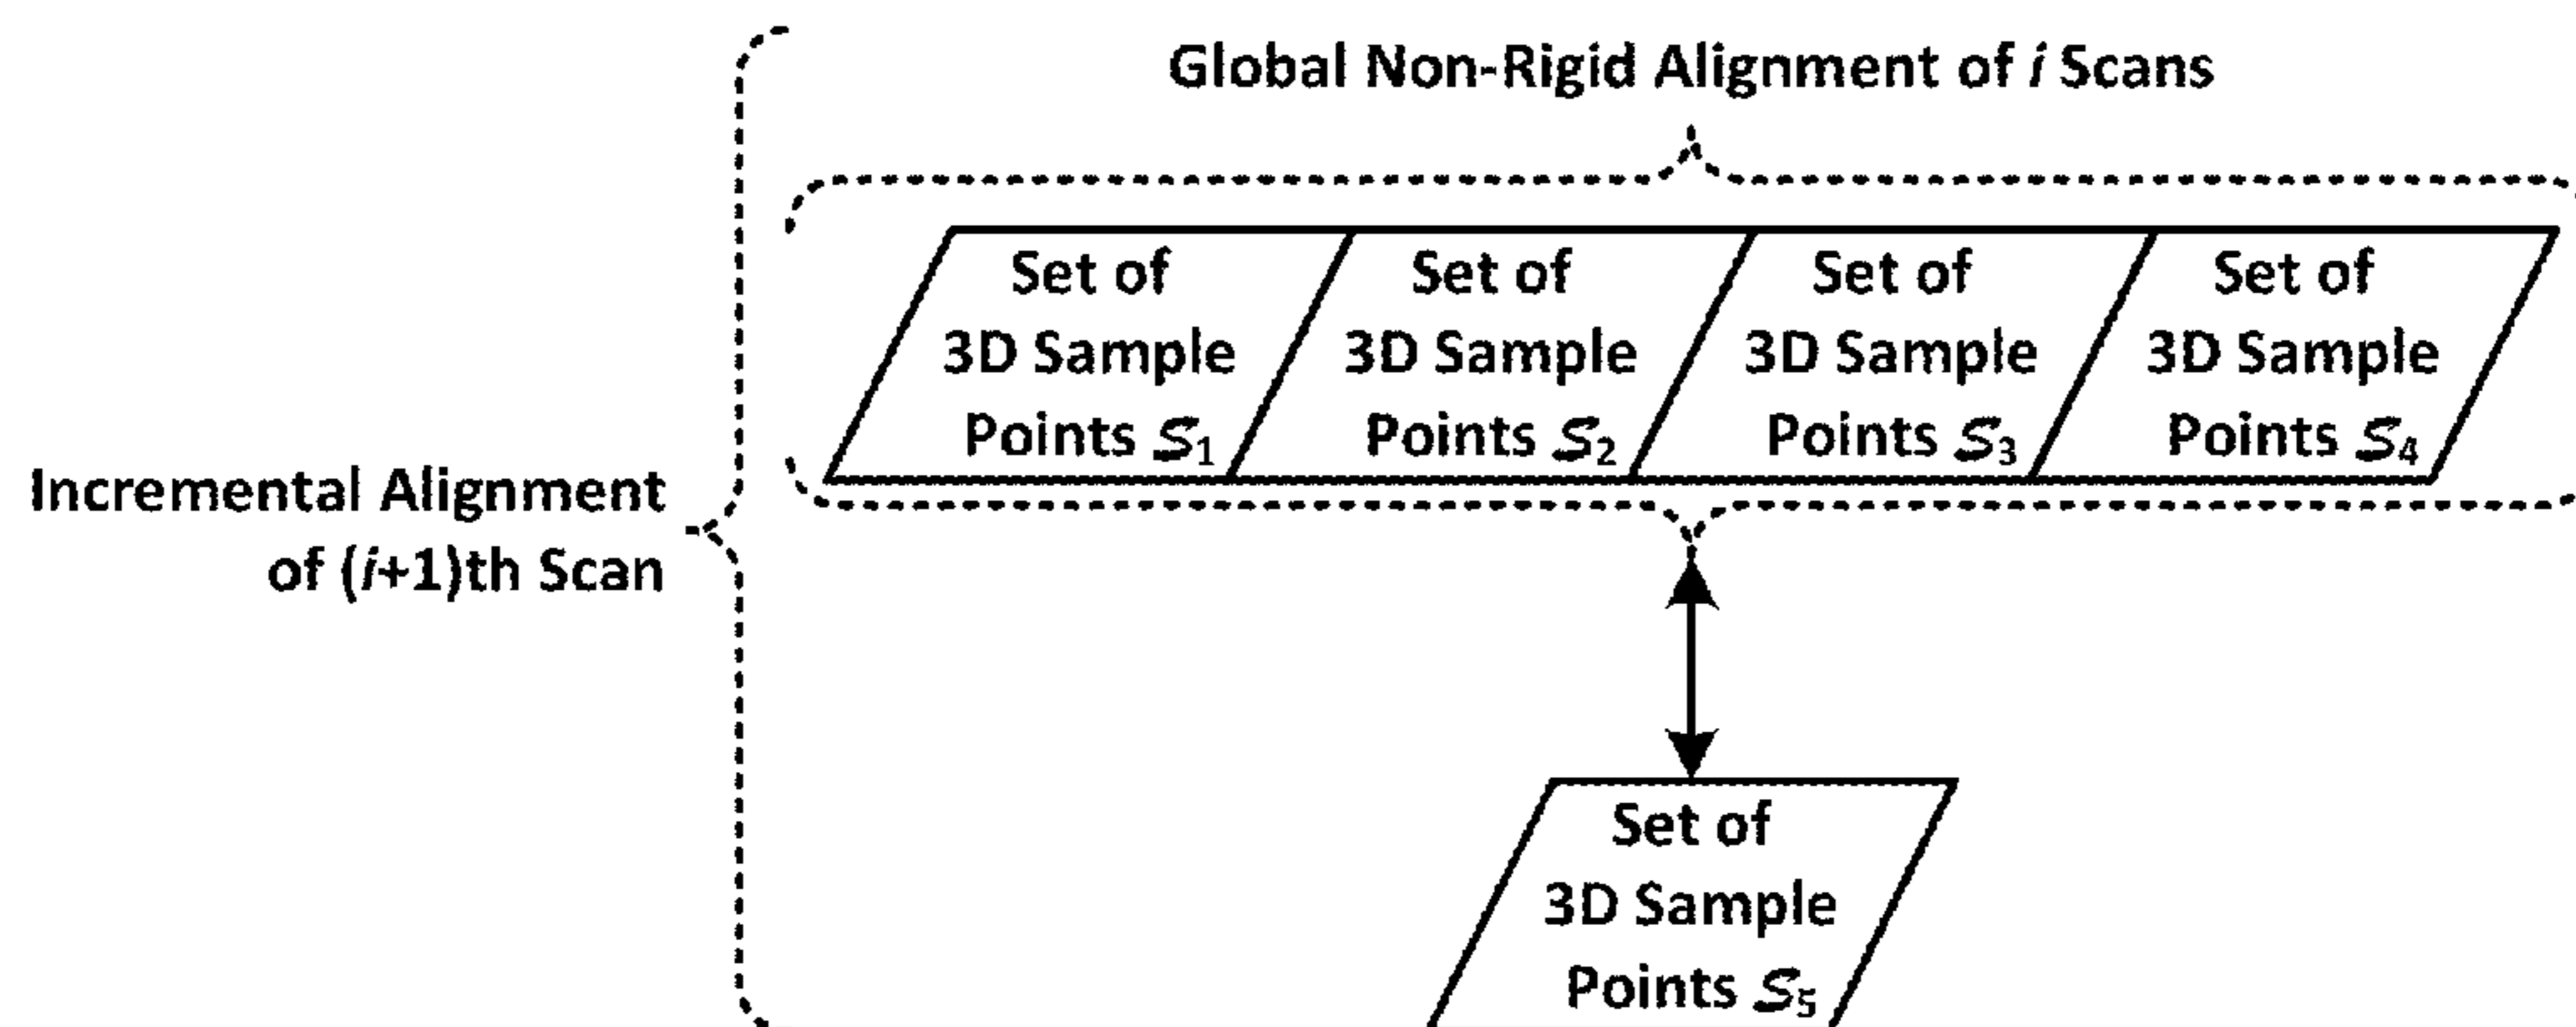 Global Non-Rigid Alignment of i Scans
Set of
3D Sample
Points S1
Set of
3D Sample
Points S2
Set of
3D Sample
Points S3
Set of
3D Sample
Points S4
Incremental Alignment
of (i+1)th Scan
Set of
3D Sample
Points S5